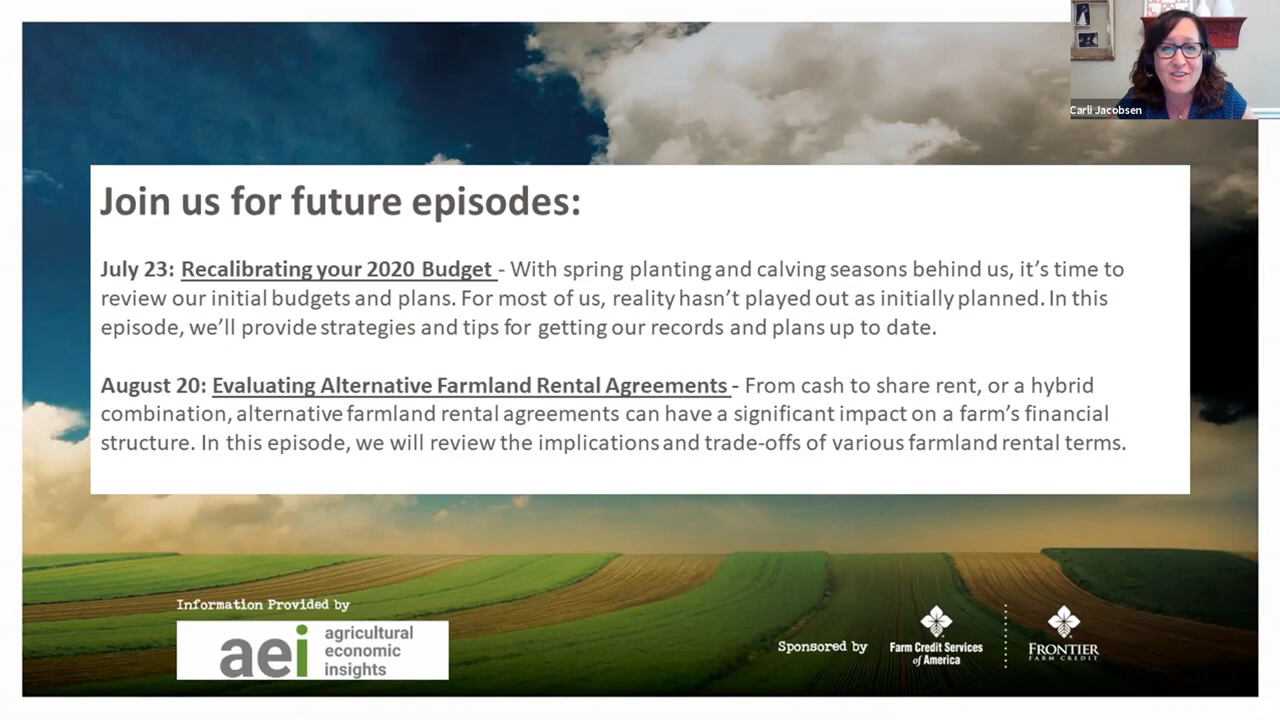 Carli Jacobsen
Join us for future episodes:
July 23: Recalibrating your 2020 Budget - With spring planting and calving seasons behind us, it's time to
review our initial budgets and plans. For most of us, reality hasn't played out as initially planned. In this
episode, we'll provide strategies and tips for getting our records and plans up to date.
August 20: Evaluating Alternative Farmland Rental Agreements - From cash to share rent, or a hybrid
combination, alternative farmland rental agreements can have a significant impact on a farm's financial
structure. In this episode, we will review the implications and trade-offs of various farmland rental terms.
Information Provided by
aei
agricultural
economic
insights
Sponsored by
Farm Credit Services
of America
FRONTIER
FARM CREDIT